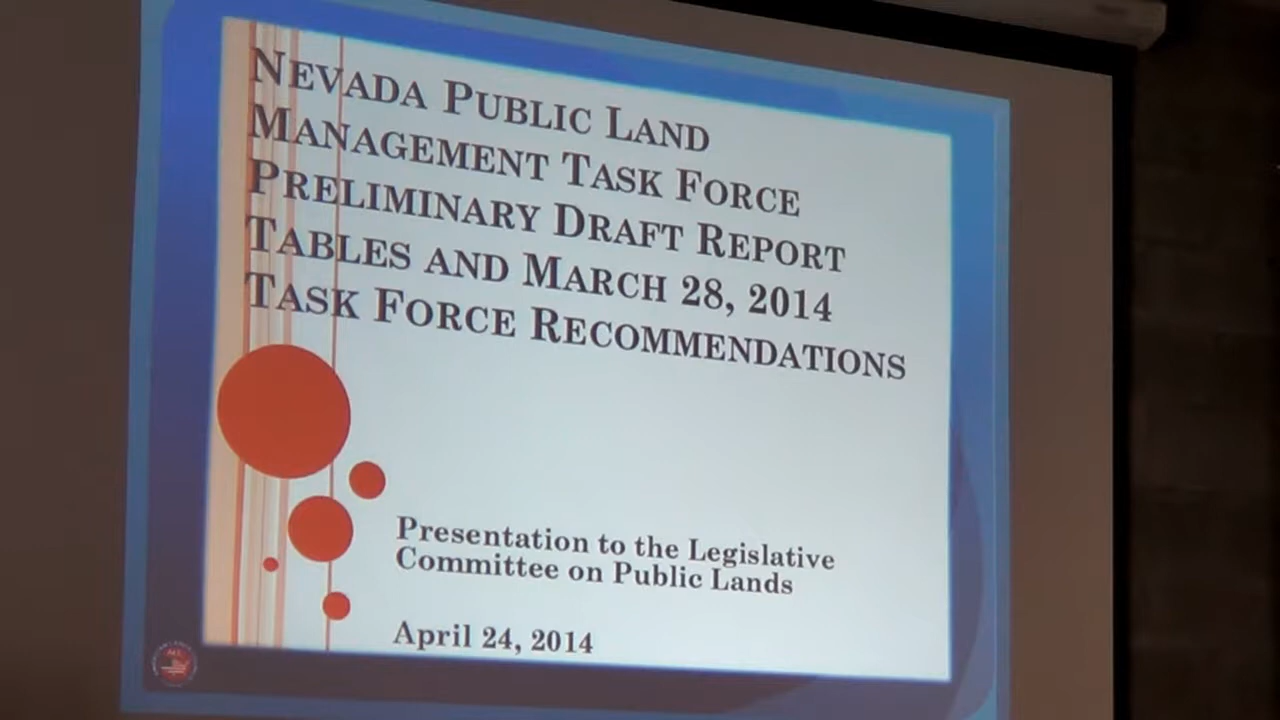 NEVADA PUBLIC LAND
MANAGEMENT TASK FORCE
PRELIMINARY DRAFT REPORT
TABLES AND MARCH 28, 2014
TASK FORCE RECOMMENDATIONS
Presentation to the Legislative
Committee on Public Lands
April 24, 2014